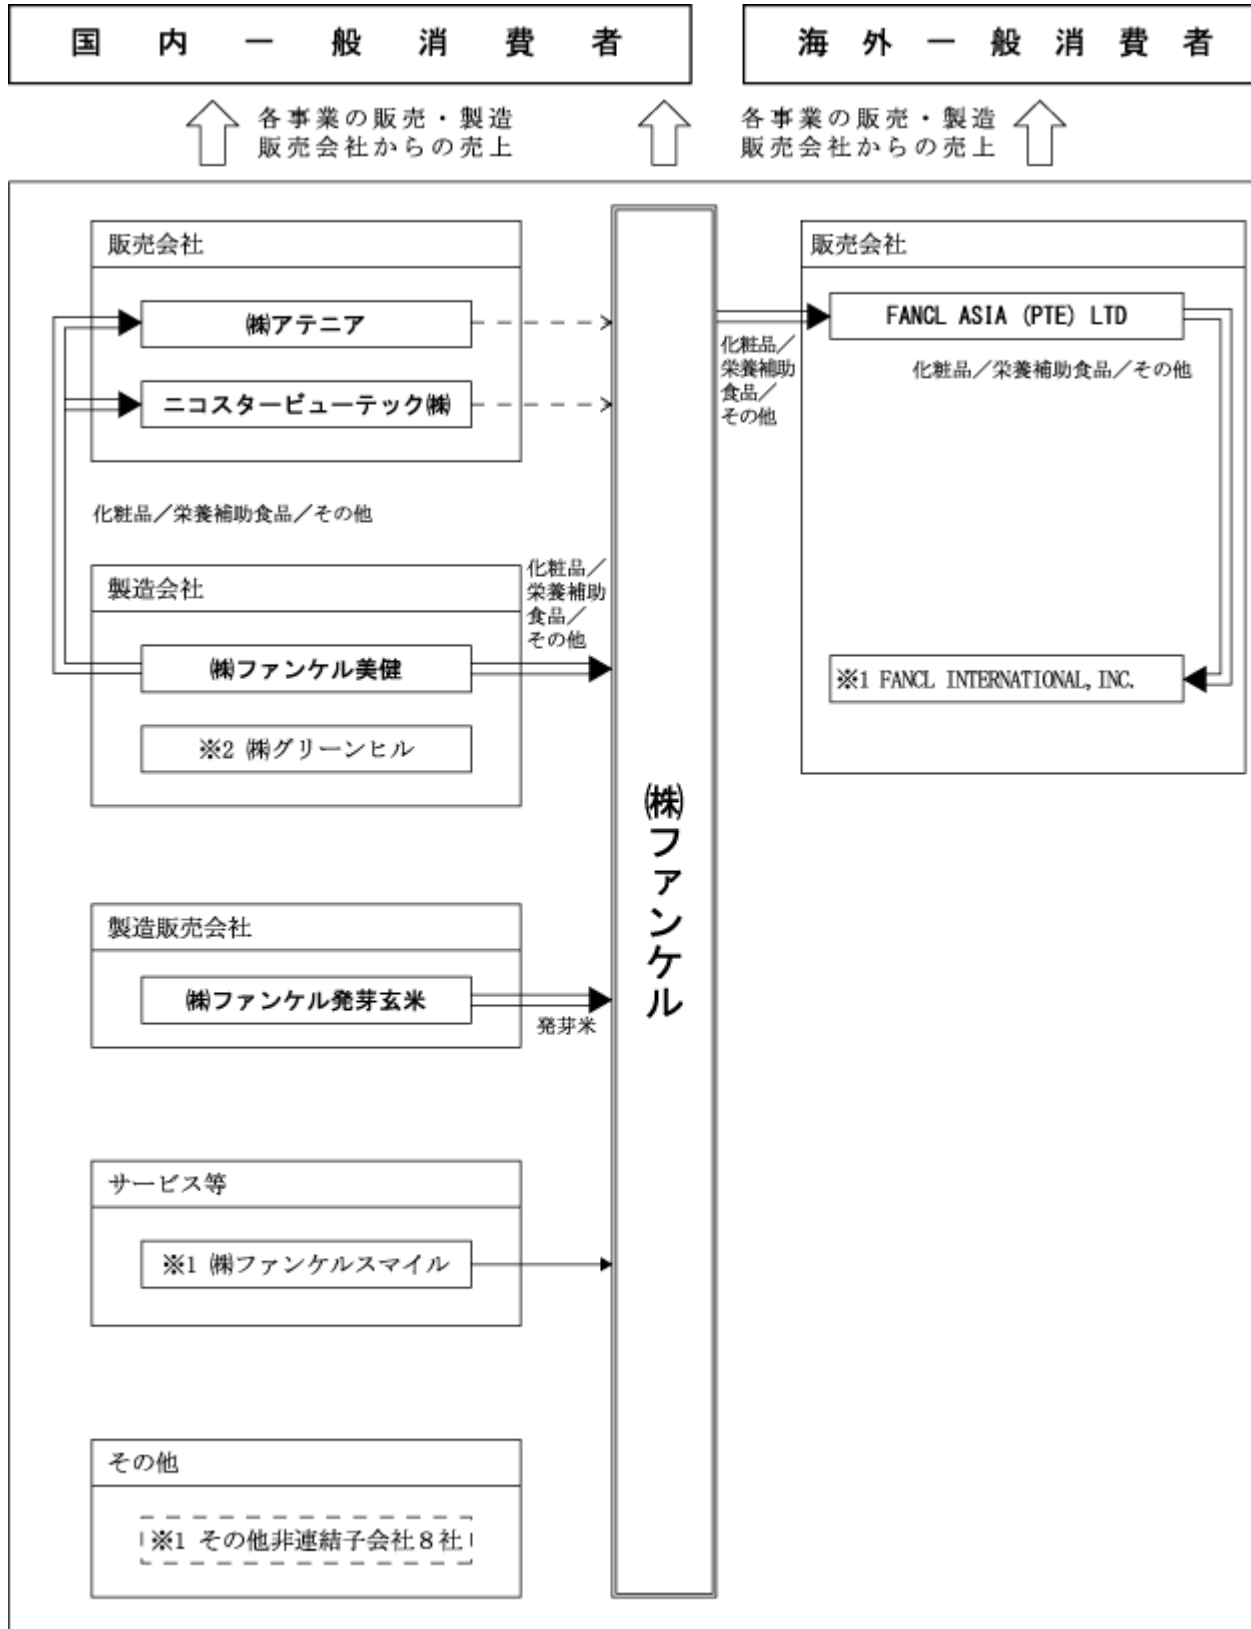 国内一般消費者
海外一般消費者
各事業の販売・製造
販売会社からの売上
各事業の販売・製造
販売会社からの売上
販売会社
㈱アテニア
ニコスタービューテック㈱
化粧品／栄養補助食品／その他
製造会社
㈱ファンケル美健
※2 ㈱グリーンヒル
化粧品／
栄養補助
食品／
その他
製造販売会社
㈱ファンケル発芽玄米
発芽米
サービス等
※1 ㈱ファンケルスマイル
その他
※1 その他非連結子会社８社
㈱ファンケル
化粧品／
栄養補助
食品／
その他
販売会社
FANCL ASIA (PTE) LTD
化粧品／栄養補助食品／その他
※1 FANCL INTERNATIONAL,INC.